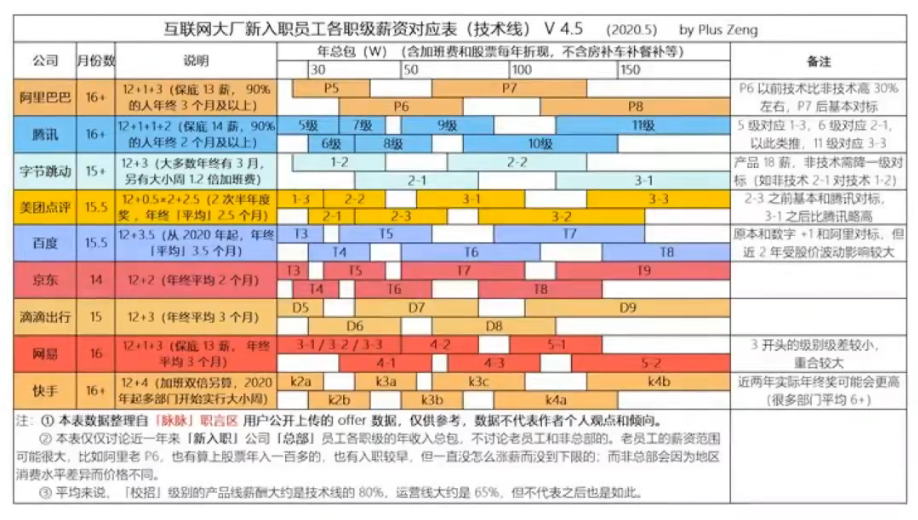 互联网大厂新入职员工各职级薪资对应表（技术线）V 4.5 (2020.5) by Plus Zeng
公司 月份数 说明 年总包（W）（含加班费和股票每年折现，不含房补车补餐补等） 备注
30 50 100 150
阿里巴巴 16+ 12+1+3（保底 13 薪，90%
的人年终 3 个月及以上）
P5 P7
P6 P8
P6 以前技术比非技术高 30%
左右，P7 后基本对标
腾讯 16+ 12+1+1+2（保底 14 薪，90%
的人年终 2 个月及以上）
5级 7级 9级 11级
6级 8级 10级
5 级对应 1-3，6 级对应 2-1，
以此类推，11 级对应 3-3
字节跳动 15+ 12+3（大多数年终有 3 月，
另有大小周 1.2 倍加班费）
1-2 2-2
2-1 3-1
产品 18 薪，非技术需降一级对
标（如非技术 2-1 对技术 1-2）
美团点评 15.5 12+0.5×2+2.5（2 次半年度
奖，年终「平均」2.5 个月）
1-3 2-2 3-1 3-3
2-1 2-3 3-2
2-3 之前基本和腾讯对标，
3-1 之后比腾讯略高
百度 15.5 12+3.5（从 2020 年起，年终
「平均」3.5 个月）
T3 T5 T7
T4 T6 T8
原本和数字 +1 和阿里对标，但
近 2 年受股价波动影响较大
京东 14 12+2（年终平均 2 个月）
T3 T5 T7 T9
T4 T6 T8
滴滴出行 15 12+3（年终平均 3 个月）
D5 D7 D9
D6 D8
网易 16 12+1+3（保底 13 薪，年终
平均 3 个月）
3-1 / 3-2 / 3-3 4-2 5-1
4-1 4-3 5-2
3 开头的级别级差较小，
重合较大
快手 16+ 12+4（加班双倍另算，2020
年起多部门开始实行大小周）
k2a k3a k3c k4b
k2b k3b k4a
近两年实际年终奖可能会更高
（很多部门平均 6+）
注：① 本表数据整理自「脉脉」职言区 用户公开上传的 offer 数据，仅供参考，数据不代表作者个人观点和倾向。
② 本表仅仅讨论近一年来「新入职」公司「总部」员工各职级的年收入总包，不讨论老员工和非总部的。老员工的薪资范围
可能很大，比如阿里老 P6，也有算上股票年入一百多的，也有入职较早，但一直没怎么涨薪而没到下限的；而非总部会因为地区
消费水平差异而价格不同。
③ 平均来说，「校招」级别的产品线薪酬大约是技术线的 80%，运营线大约是 65%，但不代表之后也是如此。